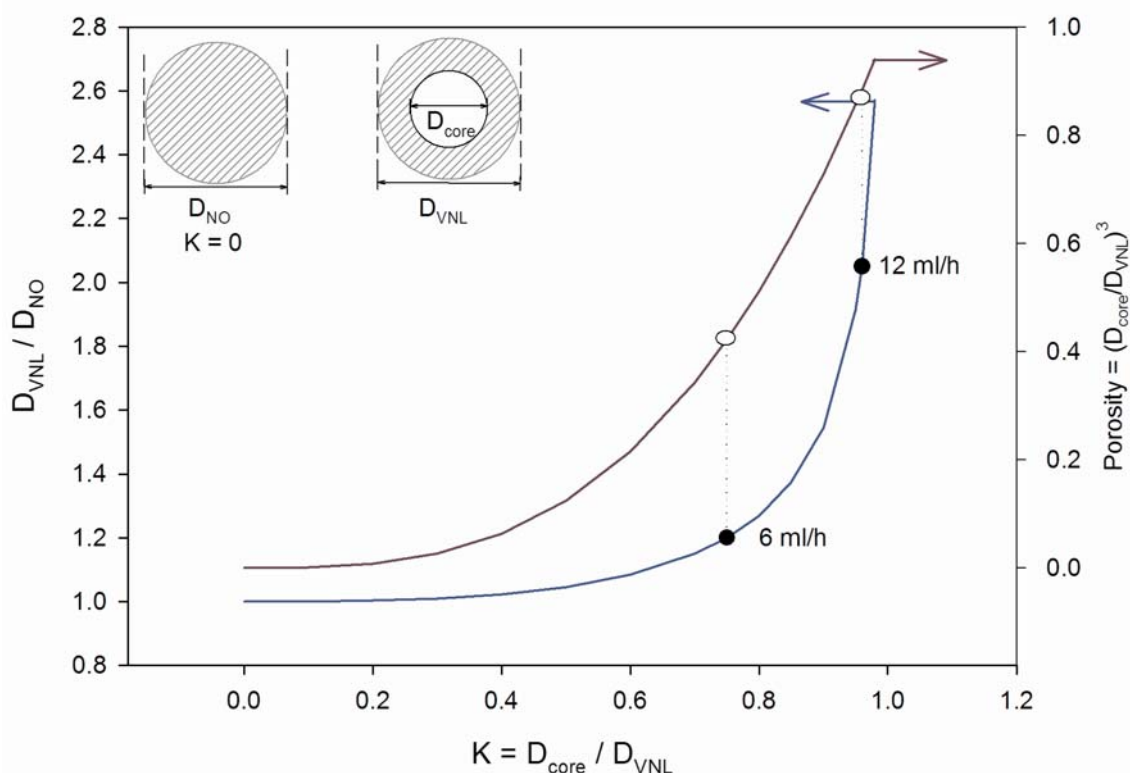 2.8
2.6
2.4
2.2
2.0
1.8
1.6
1.4
1.2
1.0
0.8
D_VNL / D_NO
D_NO
K = 0
D_core
D_VNL
12 ml/h
6 ml/h
1.0
0.8
0.6
0.4
0.2
0.0
Porosity = (D_core/D_VNL)^3
0.0 0.2 0.4 0.6 0.8 1.0 1.2
K = D_core / D_VNL